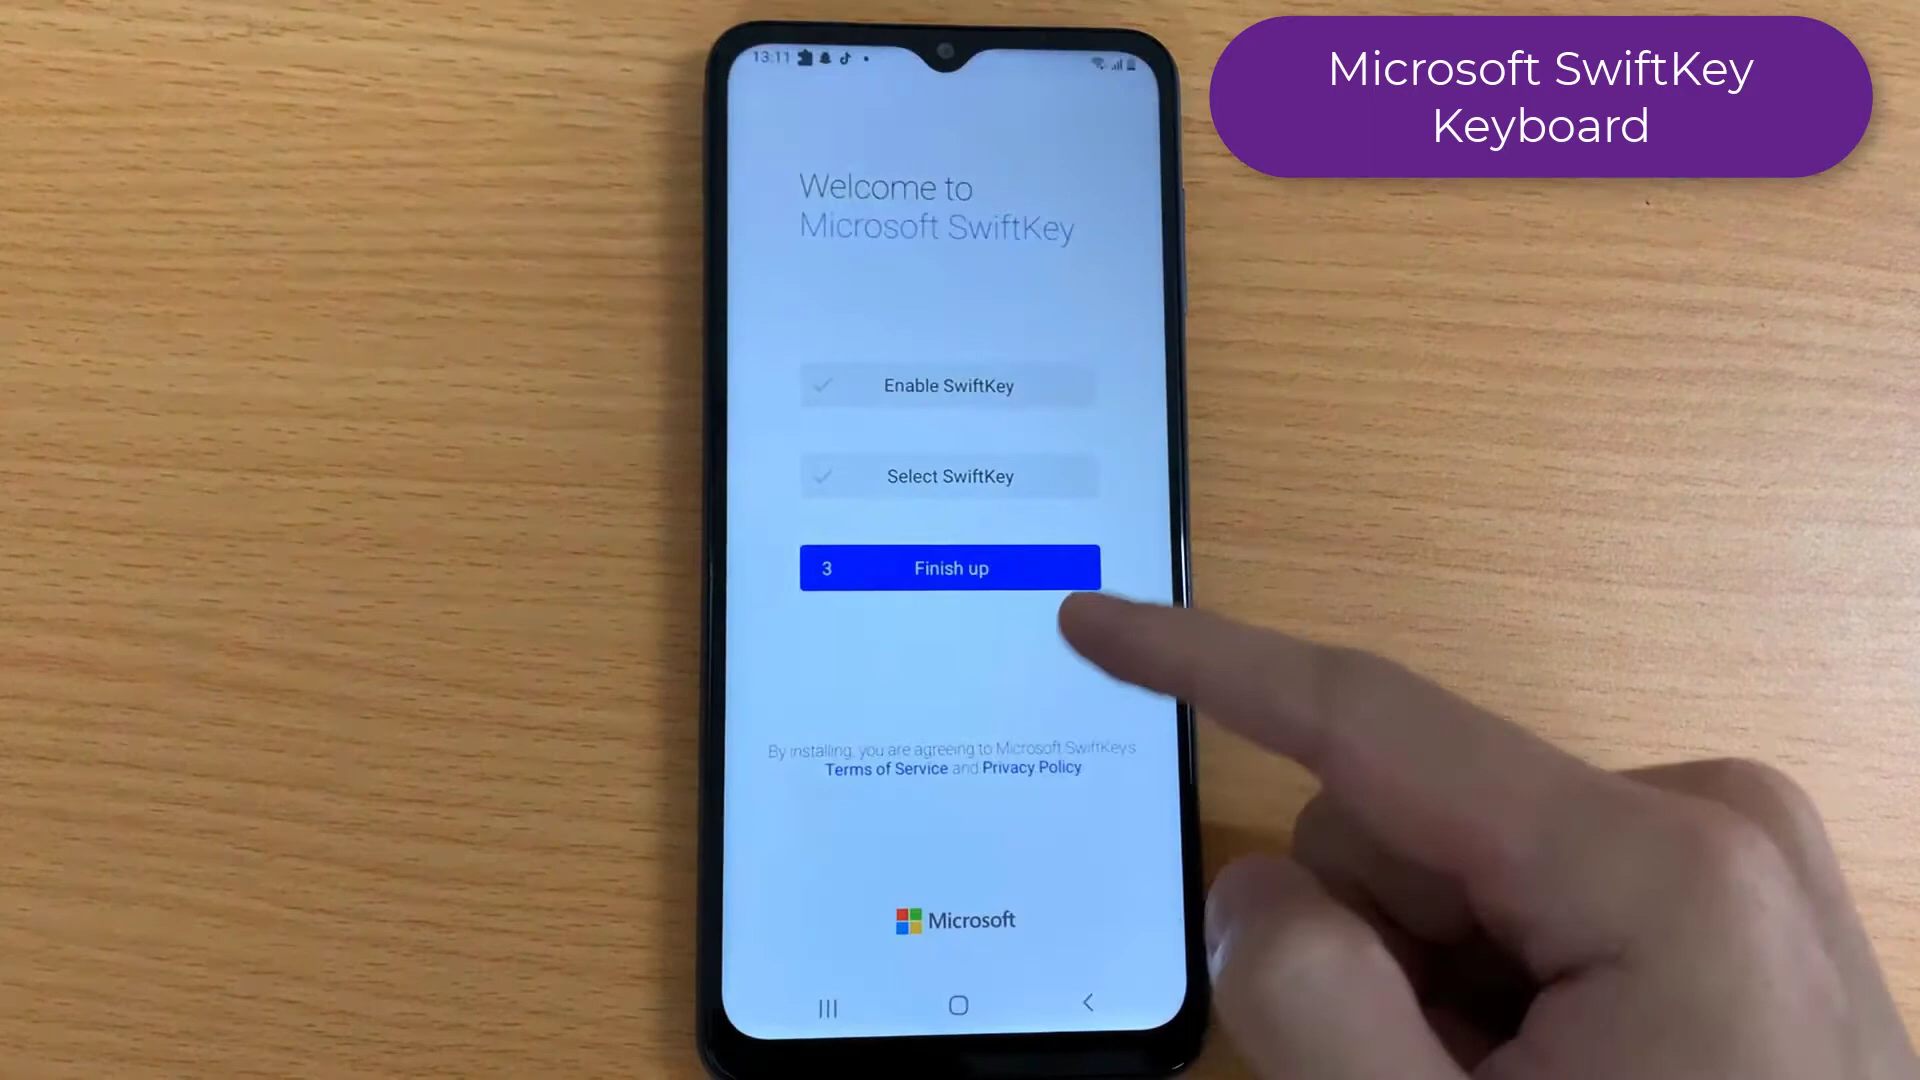 Microsoft SwiftKey
Keyboard
13:11
Welcome to
Microsoft SwiftKey
Enable SwiftKey
Select SwiftKey
3 Finish up
By installing, you are agreeing to Microsoft SwiftKeys
Terms of Service and Privacy Policy
Microsoft